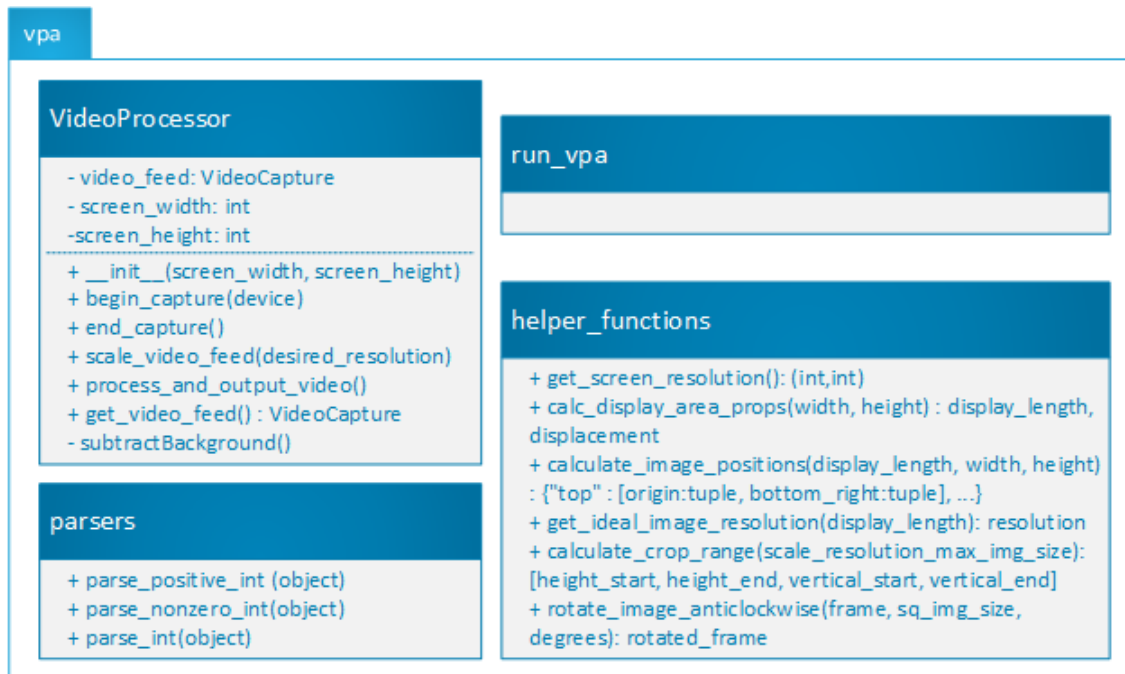 vpa
VideoProcessor
- video_feed: VideoCapture
- screen_width: int
-screen_height: int
+ __init__(screen_width, screen_height)
+ begin_capture(device)
+ end_capture()
+ scale_video_feed(desired_resolution)
+ process_and_output_video()
+ get_video_feed() : VideoCapture
- subtractBackground()
parsers
+ parse_positive_int (object)
+ parse_nonzero_int(object)
+ parse_int(object)
run_vpa
helper_functions
+ get_screen_resolution(): (int,int)
+ calc_display_area_props(width, height) : display_length,
displacement
+ calculate_image_positions(display_length, width, height)
: {"top" : [origin:tuple, bottom_right:tuple], ...}
+ get_ideal_image_resolution(display_length): resolution
+ calculate_crop_range(scale_resolution_max_img_size):
[height_start, height_end, vertical_start, vertical_end]
+ rotate_image_anticlockwise(frame, sq_img_size,
degrees): rotated_frame